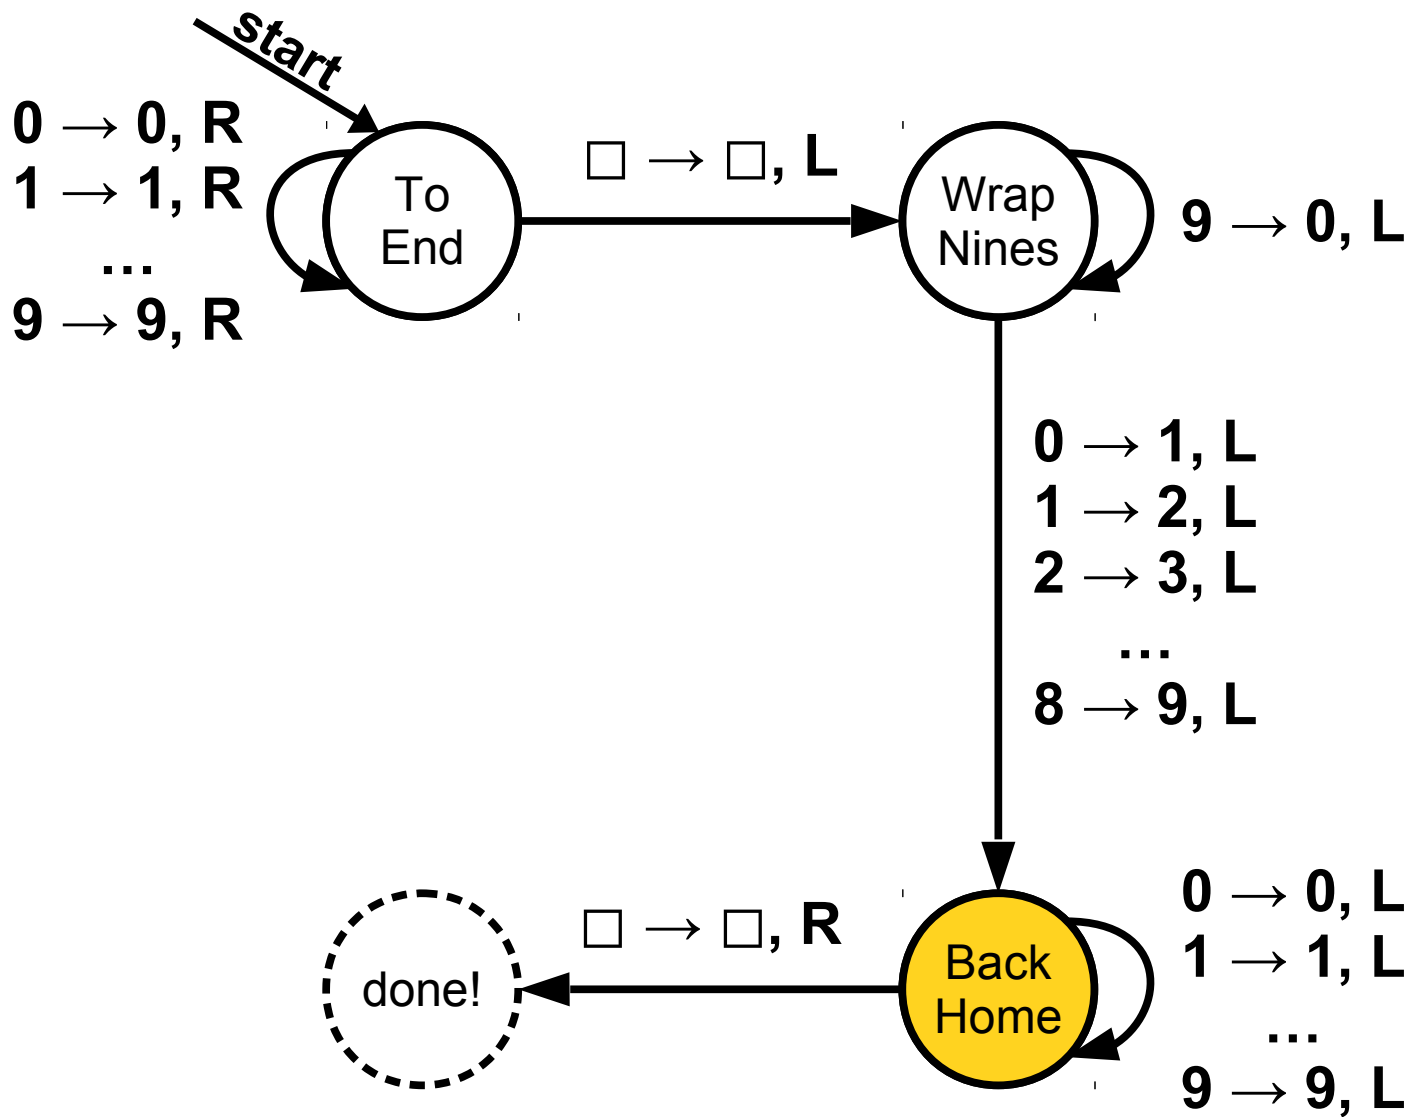 start
0 → 0, R
1 → 1, R
...
9 → 9, R
To
End
□ → □, L
Wrap
Nines
9 → 0, L
0 → 1, L
1 → 2, L
2 → 3, L
...
8 → 9, L
done!
□ → □, R
Back
Home
0 → 0, L
1 → 1, L
...
9 → 9, L